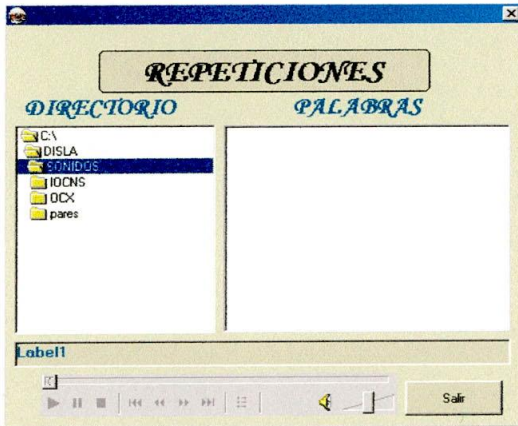 REPETICIONES
DIRECTORIO
PALABRAS
C:\
DISLA
SONIDOS
IOCNS
OCX
pares
Label1
Salir